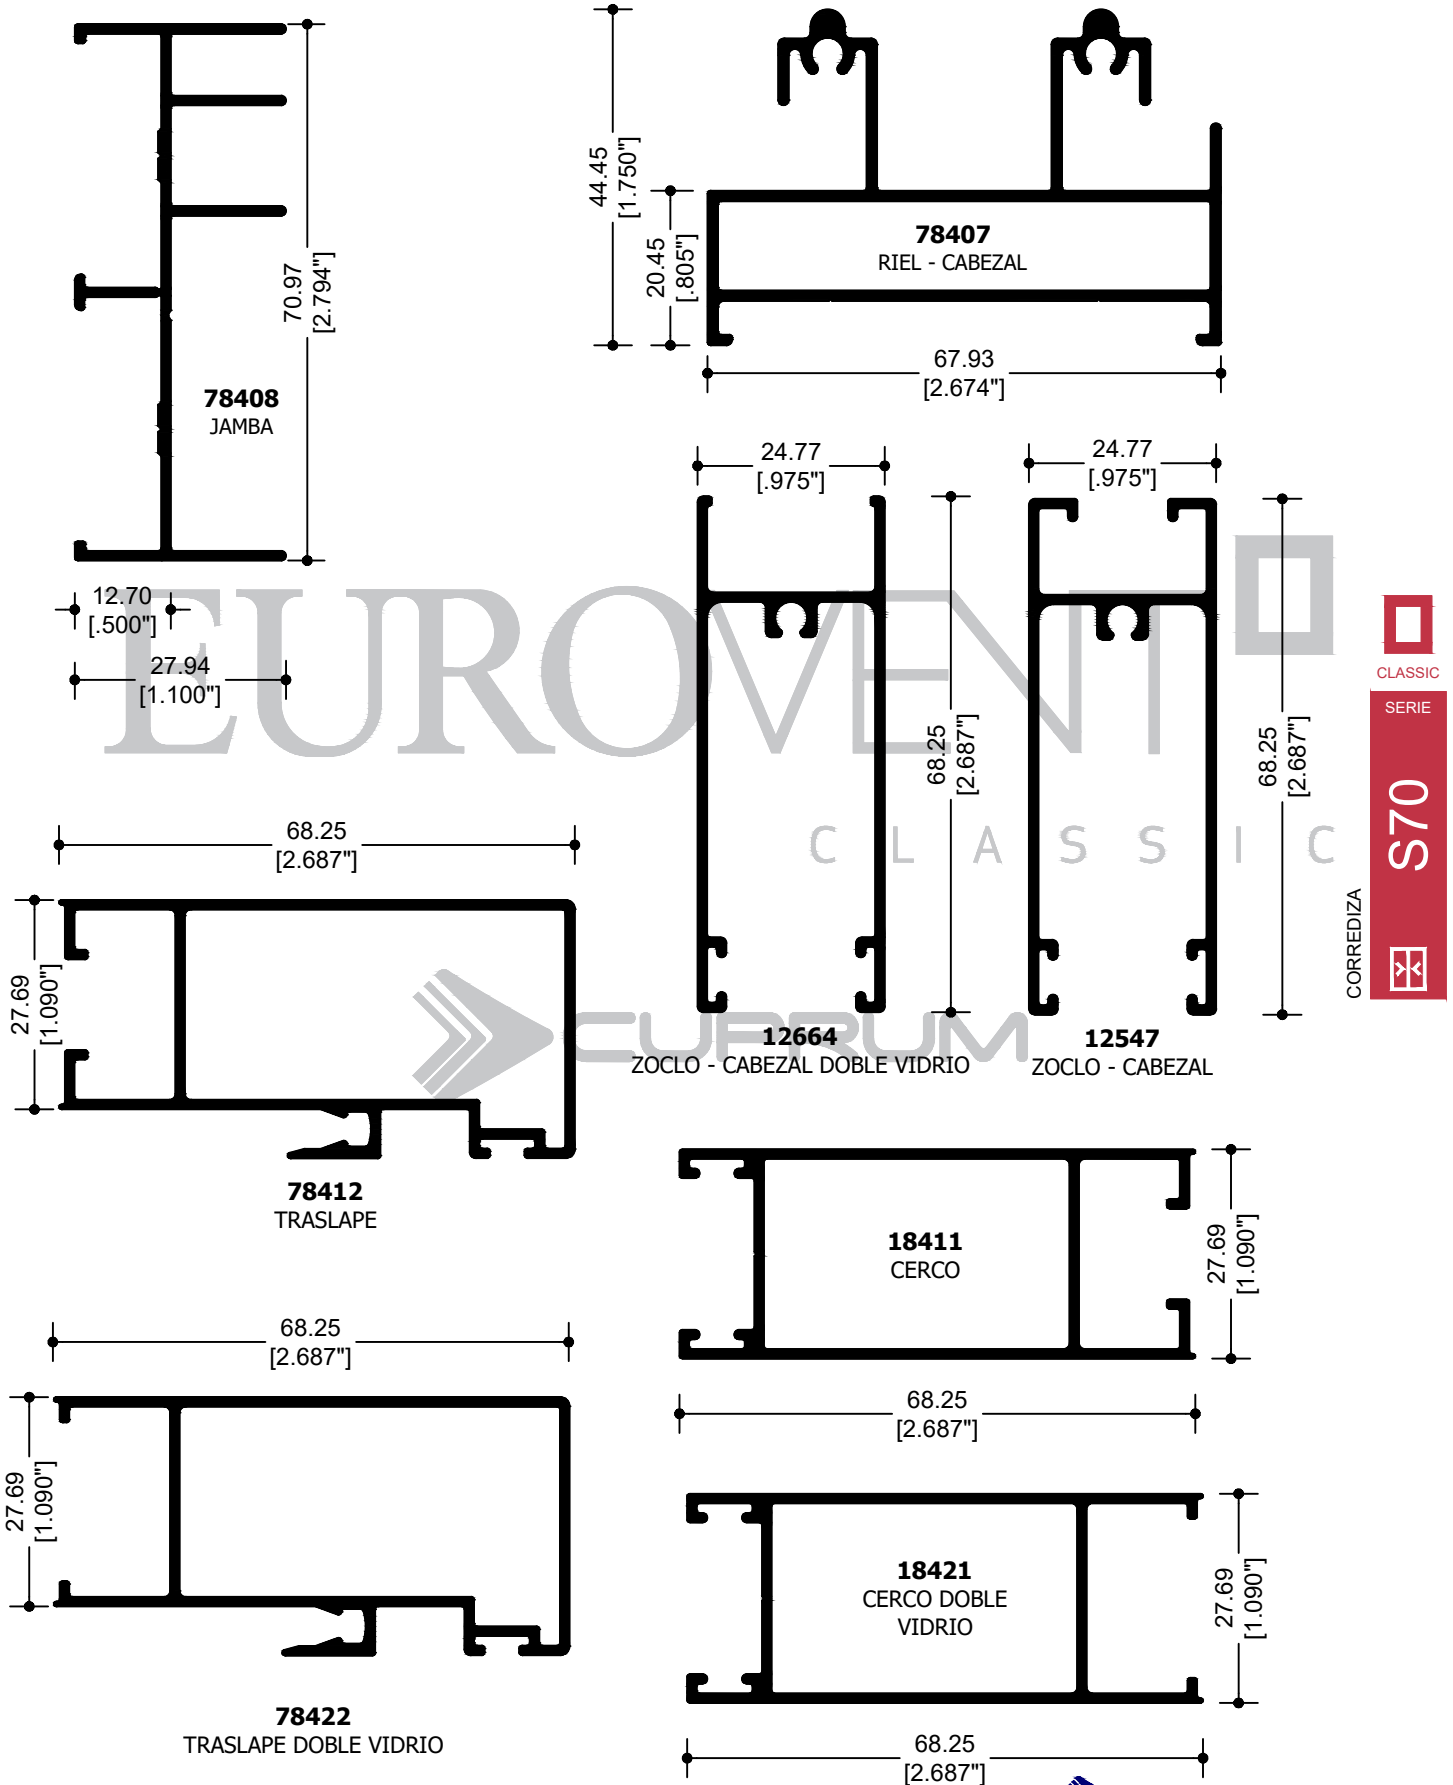 70.97
[2.794"]
78408
JAMBA
12.70
[.500"]
27.94
[1.100"]
44.45
[1.750"]
20.45
[.805"]
78407
RIEL - CABEZAL
67.93
[2.674"]
24.77
[.975"]
68.25
[2.687"]
12664
ZOCLO - CABEZAL DOBLE VIDRIO
24.77
[.975"]
68.25
[2.687"]
12547
ZOCLO - CABEZAL
EUROVENT
CLASSIC
CUPRUM
CLASSIC
SERIE
S70
CORREDIZA
68.25
[2.687"]
27.69
[1.090"]
78412
TRASLAPE
18411
CERCO
27.69
[1.090"]
68.25
[2.687"]
68.25
[2.687"]
27.69
[1.090"]
78422
TRASLAPE DOBLE VIDRIO
18421
CERCO DOBLE
VIDRIO
27.69
[1.090"]
68.25
[2.687"]